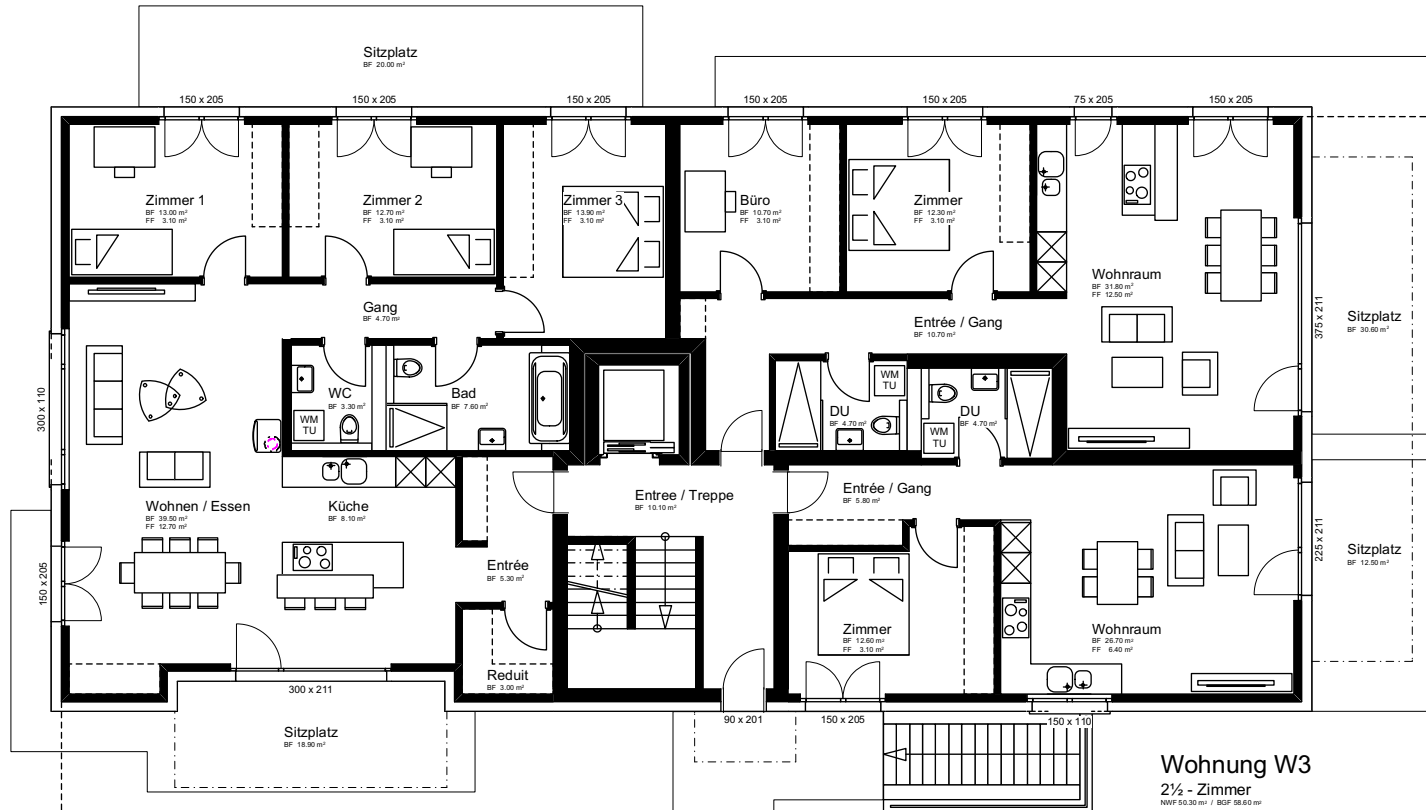 Sitzplatz
BF 20.00 m²
150 x 205
150 x 205
150 x 205
150 x 205
150 x 205
75 x 205
150 x 205
Zimmer 1
BF 13.00 m²
FF 3.10 m²
Zimmer 2
BF 12.70 m²
FF 3.10 m²
Zimmer 3
BF 13.90 m²
FF 3.10 m²
Büro
BF 10.70 m²
FF 3.10 m²
Zimmer
BF 12.30 m²
FF 3.10 m²
Wohnraum
BF 31.80 m²
FF 12.50 m²
Gang
BF 4.70 m²
Entrée / Gang
BF 10.70 m²
375 x 211
Sitzplatz
BF 30.60 m²
300 x 110
WC
BF 3.30 m²
WM
TU
Bad
BF 7.60 m²
DU
BF 4.70 m²
WM
TU
DU
BF 4.70 m²
WM
TU
Wohnen / Essen
BF 39.50 m²
FF 12.70 m²
Küche
BF 8.10 m²
Entree / Treppe
BF 10.10 m²
Entrée / Gang
BF 5.80 m²
225 x 211
Sitzplatz
BF 12.50 m²
150 x 205
Entrée
BF 5.30 m²
Zimmer
BF 12.60 m²
FF 3.10 m²
Wohnraum
BF 26.70 m²
FF 6.40 m²
Reduit
BF 3.00 m²
300 x 211
90 x 201
150 x 205
150 x 110
Sitzplatz
BF 18.90 m²
Wohnung W3
2½ - Zimmer
NWF 50.30 m² / BGF 58.60 m²